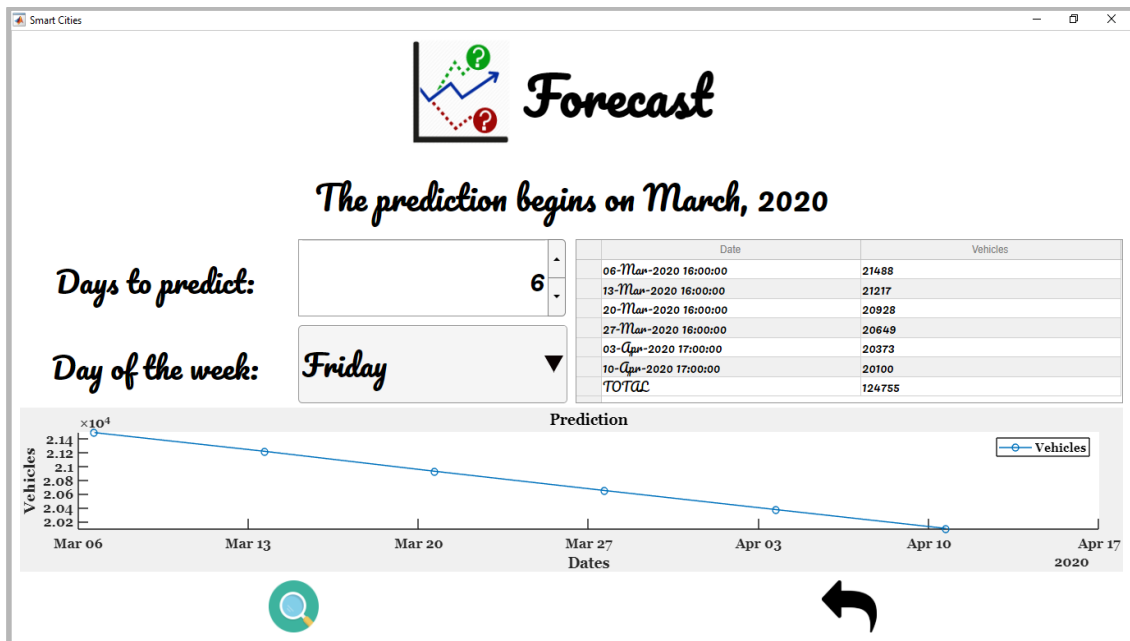 Smart Cities
? Forecast
?
The prediction begins on March, 2020
Days to predict: 6
Day of the week: Friday
Date Vehicles
06-Mar-2020 16:00:00 21488
13-Mar-2020 16:00:00 21217
20-Mar-2020 16:00:00 20928
27-Mar-2020 16:00:00 20649
03-Apr-2020 17:00:00 20373
10-Apr-2020 17:00:00 20100
TOTAL 124755
Prediction
×10⁴
Vehicles
2.14
2.12
2.1
2.08
2.06
2.04
2.02
Vehicles
Mar 06 Mar 13 Mar 20 Mar 27 Apr 03 Apr 10 Apr 17
Dates 2020